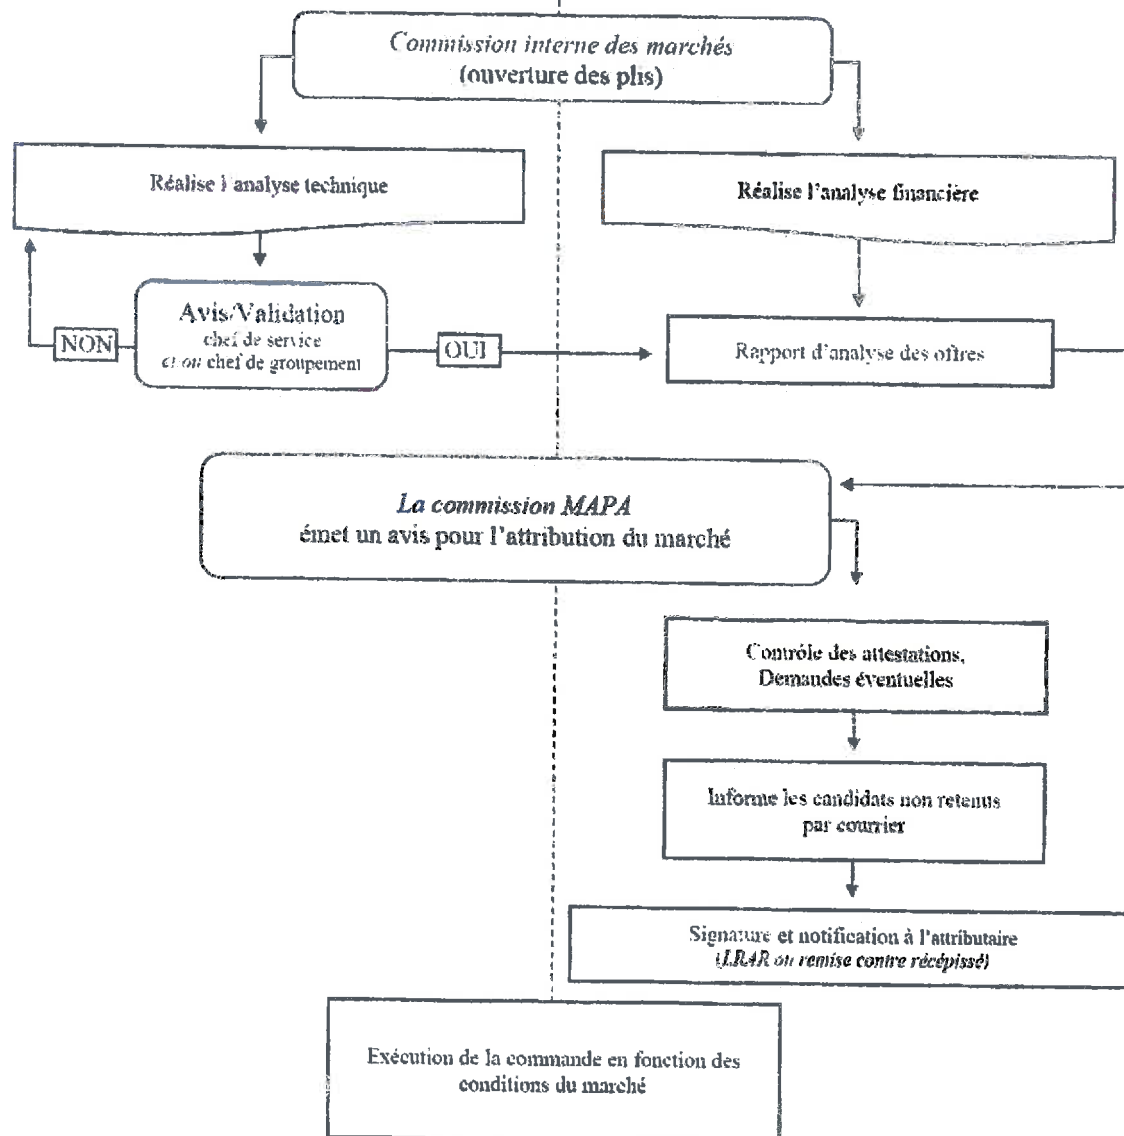 Commission interne des marchés
(ouverture des plis)
Réalise l'analyse technique
Réalise l'analyse financière
Avis/Validation
chef de service
et/ou chef de groupement
NON
OUI
Rapport d'analyse des offres
La commission MAPA
émet un avis pour l'attribution du marché
Contrôle des attestations,
Demandes éventuelles
Informe les candidats non retenus
par courrier
Signature et notification à l'attributaire
(LRAR ou remise contre récépissé)
Exécution de la commande en fonction des
conditions du marché